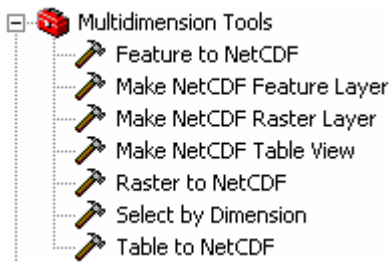 Multidimension Tools
Feature to NetCDF
Make NetCDF Feature Layer
Make NetCDF Raster Layer
Make NetCDF Table View
Raster to NetCDF
Select by Dimension
Table to NetCDF